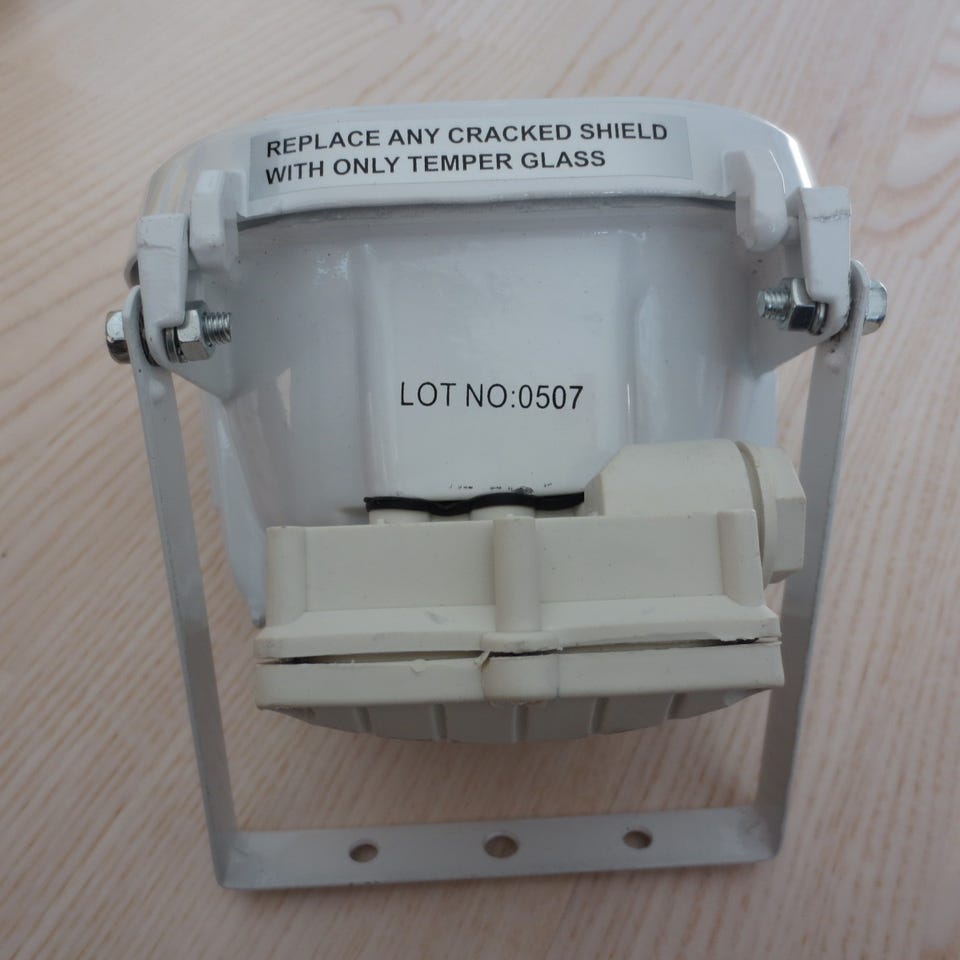 REPLACE ANY CRACKED SHIELD
WITH ONLY TEMPER GLASS
LOT NO:0507